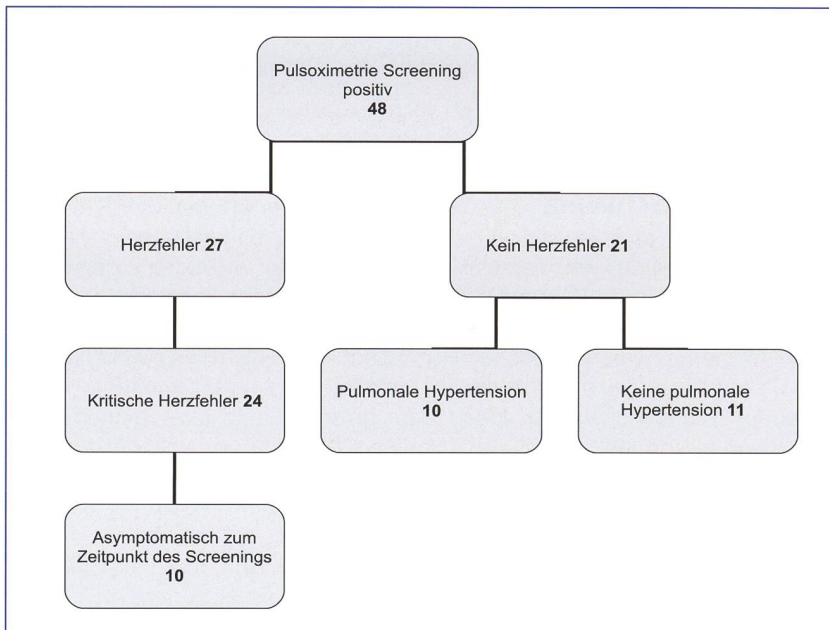 Pulsoximetrie Screening
positiv
48
Herzfehler 27
Kein Herzfehler 21
Kritische Herzfehler 24
Pulmonale Hypertension
10
Keine pulmonale
Hypertension 11
Asymptomatisch zum
Zeitpunkt des Screenings
10